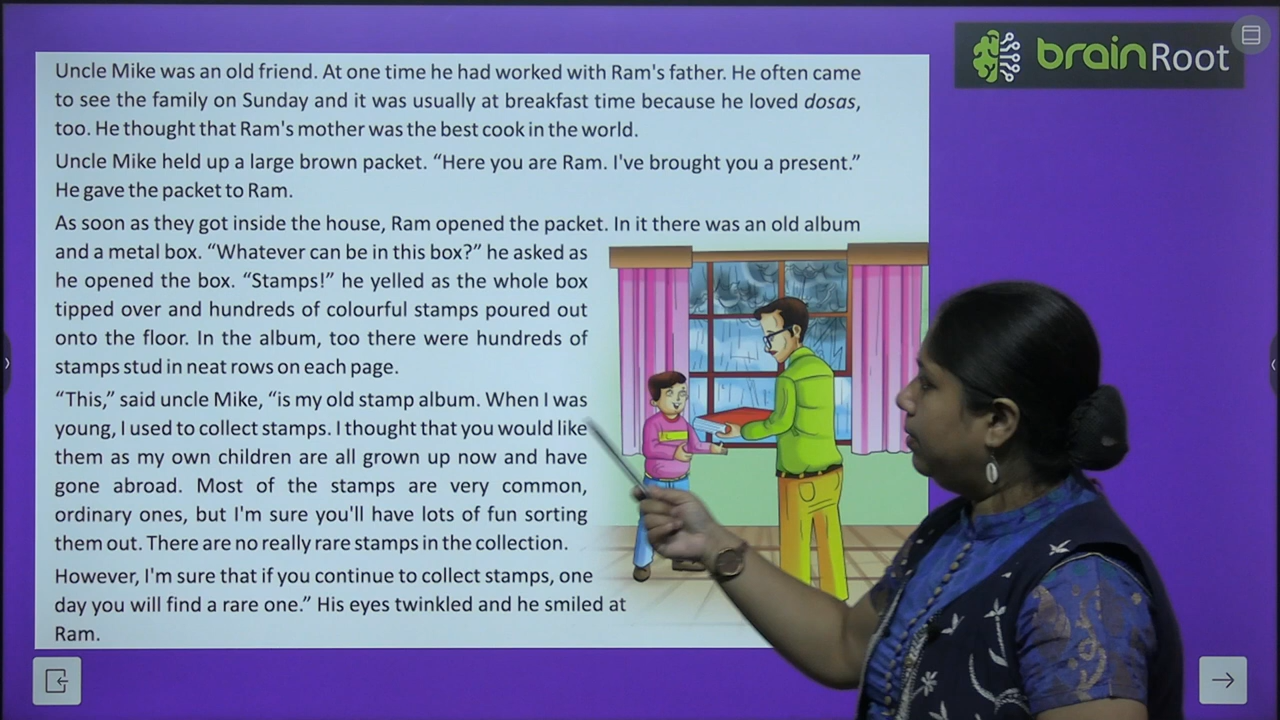 brainRoot
Uncle Mike was an old friend. At one time he had worked with Ram's father. He often came
to see the family on Sunday and it was usually at breakfast time because he loved dosas,
too. He thought that Ram's mother was the best cook in the world.
Uncle Mike held up a large brown packet. “Here you are Ram. I've brought you a present.”
He gave the packet to Ram.
As soon as they got inside the house, Ram opened the packet. In it there was an old album
and a metal box. “Whatever can be in this box?” he asked as
he opened the box. “Stamps!” he yelled as the whole box
tipped over and hundreds of colourful stamps poured out
onto the floor. In the album, too there were hundreds of
stamps stud in neat rows on each page.
“This,” said uncle Mike, “is my old stamp album. When I was
young, I used to collect stamps. I thought that you would like
them as my own children are all grown up now and have
gone abroad. Most of the stamps are very common,
ordinary ones, but I'm sure you'll have lots of fun sorting
them out. There are no really rare stamps in the collection.
However, I'm sure that if you continue to collect stamps, one
day you will find a rare one.” His eyes twinkled and he smiled at
Ram.